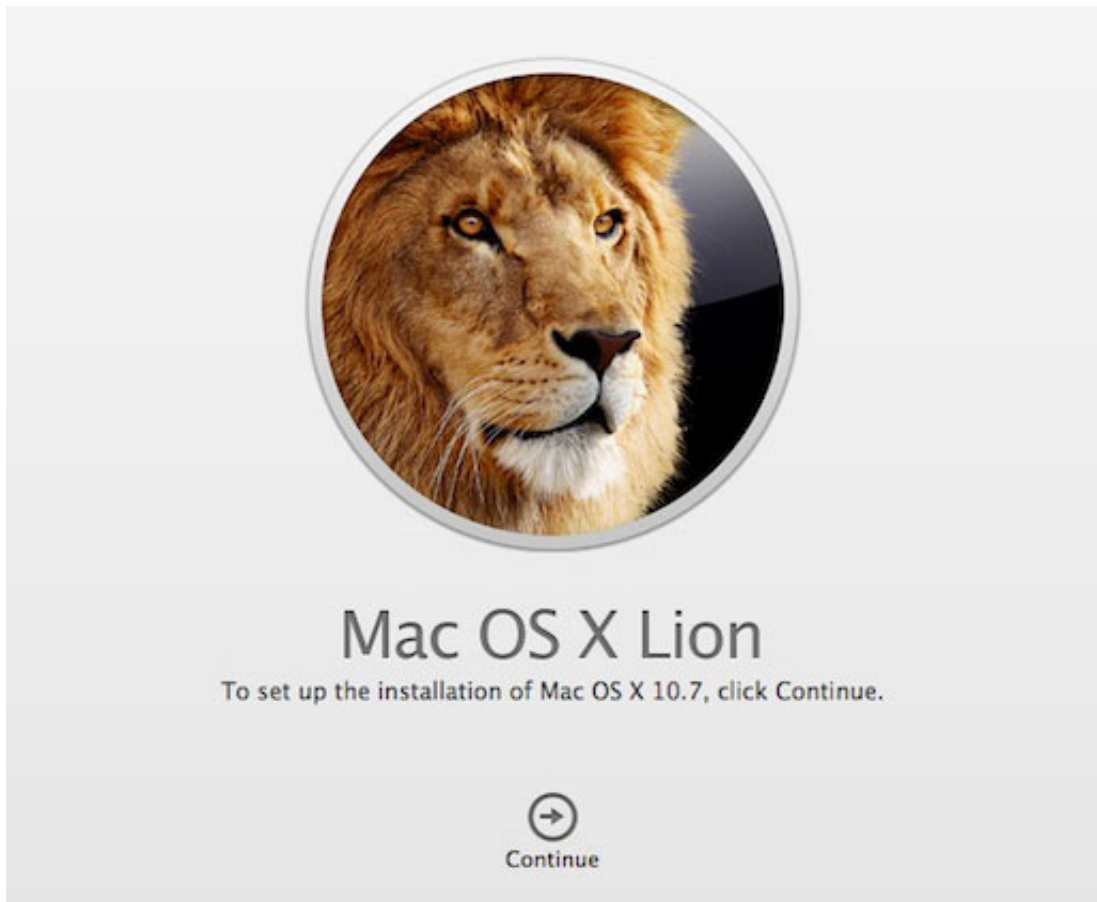 Mac OS X Lion
To set up the installation of Mac OS X 10.7, click Continue.
Continue